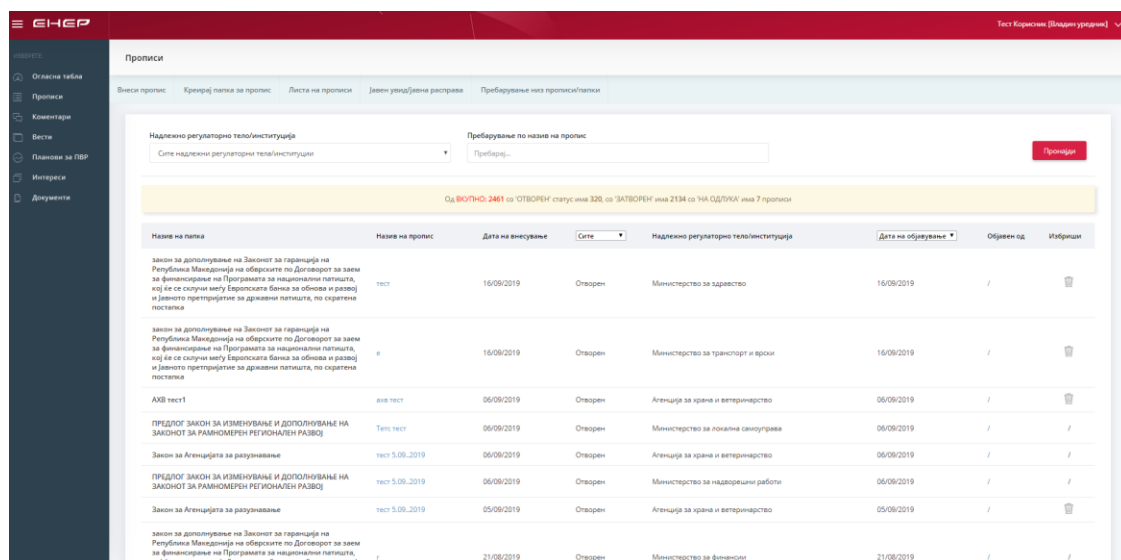 ЕНЕР
Тест Корисник [Владин уредник]
ИЗБЕРЕТЕ:
Огласна табла
Прописи
Коментари
Вести
Планови за ПВР
Интереси
Документи
Прописи
Внеси пропис Креирај папка за пропис Листа на прописи Јавен увид/јавна расправа Пребарување низ прописи/папки
Надлежно регулаторно тело/институција Пребарување по назив на пропис
Сите надлежни регулаторни тела/институции Пребарај... Пронајди
Од ВКУПНО: 2461 со 'ОТВОРЕН' статус има 320, со 'ЗАТВОРЕН' има 2134 со 'НА ОДЛУКА' има 7 прописи
Назив на папка Назив на пропис Дата на внесување Сите Надлежно регулаторно тело/институција Дата на објавување Објавен од Избриши
закон за дополнување на Законот за гаранција на
Република Македонија на обврските по Договорот за заем
за финансирање на Програмата за национални патишта,
кој ќе се склучи меѓу Европската банка за обнова и развој
и Јавното претпријатие за државни патишта, по скратена
постапка
тест 16/09/2019 Отворен Министерство за здравство 16/09/2019 /
закон за дополнување на Законот за гаранција на
Република Македонија на обврските по Договорот за заем
за финансирање на Програмата за национални патишта,
кој ќе се склучи меѓу Европската банка за обнова и развој
и Јавното претпријатие за државни патишта, по скратена
постапка
16/09/2019 Отворен Министерство за транспорт и врски 16/09/2019 /
АХВ тест1 ахв тест 06/09/2019 Отворен Агенција за храна и ветеринарство 06/09/2019 /
ПРЕДЛОГ ЗАКОН ЗА ИЗМЕНУВАЊЕ И ДОПОЛНУВАЊЕ НА
ЗАКОНОТ ЗА РАМНОМЕРЕН РЕГИОНАЛЕН РАЗВОЈ
Тетс тест 06/09/2019 Отворен Министерство за локална самоуправа 06/09/2019 / /
Закон за Агенцијата за разузнавање тест 5.09..2019 06/09/2019 Отворен Агенција за храна и ветеринарство 06/09/2019 / /
ПРЕДЛОГ ЗАКОН ЗА ИЗМЕНУВАЊЕ И ДОПОЛНУВАЊЕ НА
ЗАКОНОТ ЗА РАМНОМЕРЕН РЕГИОНАЛЕН РАЗВОЈ
тест 5.09..2019 06/09/2019 Отворен Министерство за надворешни работи 06/09/2019 / /
Закон за Агенцијата за разузнавање тест 5.09..2019 05/09/2019 Отворен Агенција за храна и ветеринарство 05/09/2019 /
закон за дополнување на Законот за гаранција на
Република Македонија на обврските по Договорот за заем
за финансирање на Програмата за национални патишта,
21/08/2019 Отворен Министерство за финансии 21/08/2019 / /